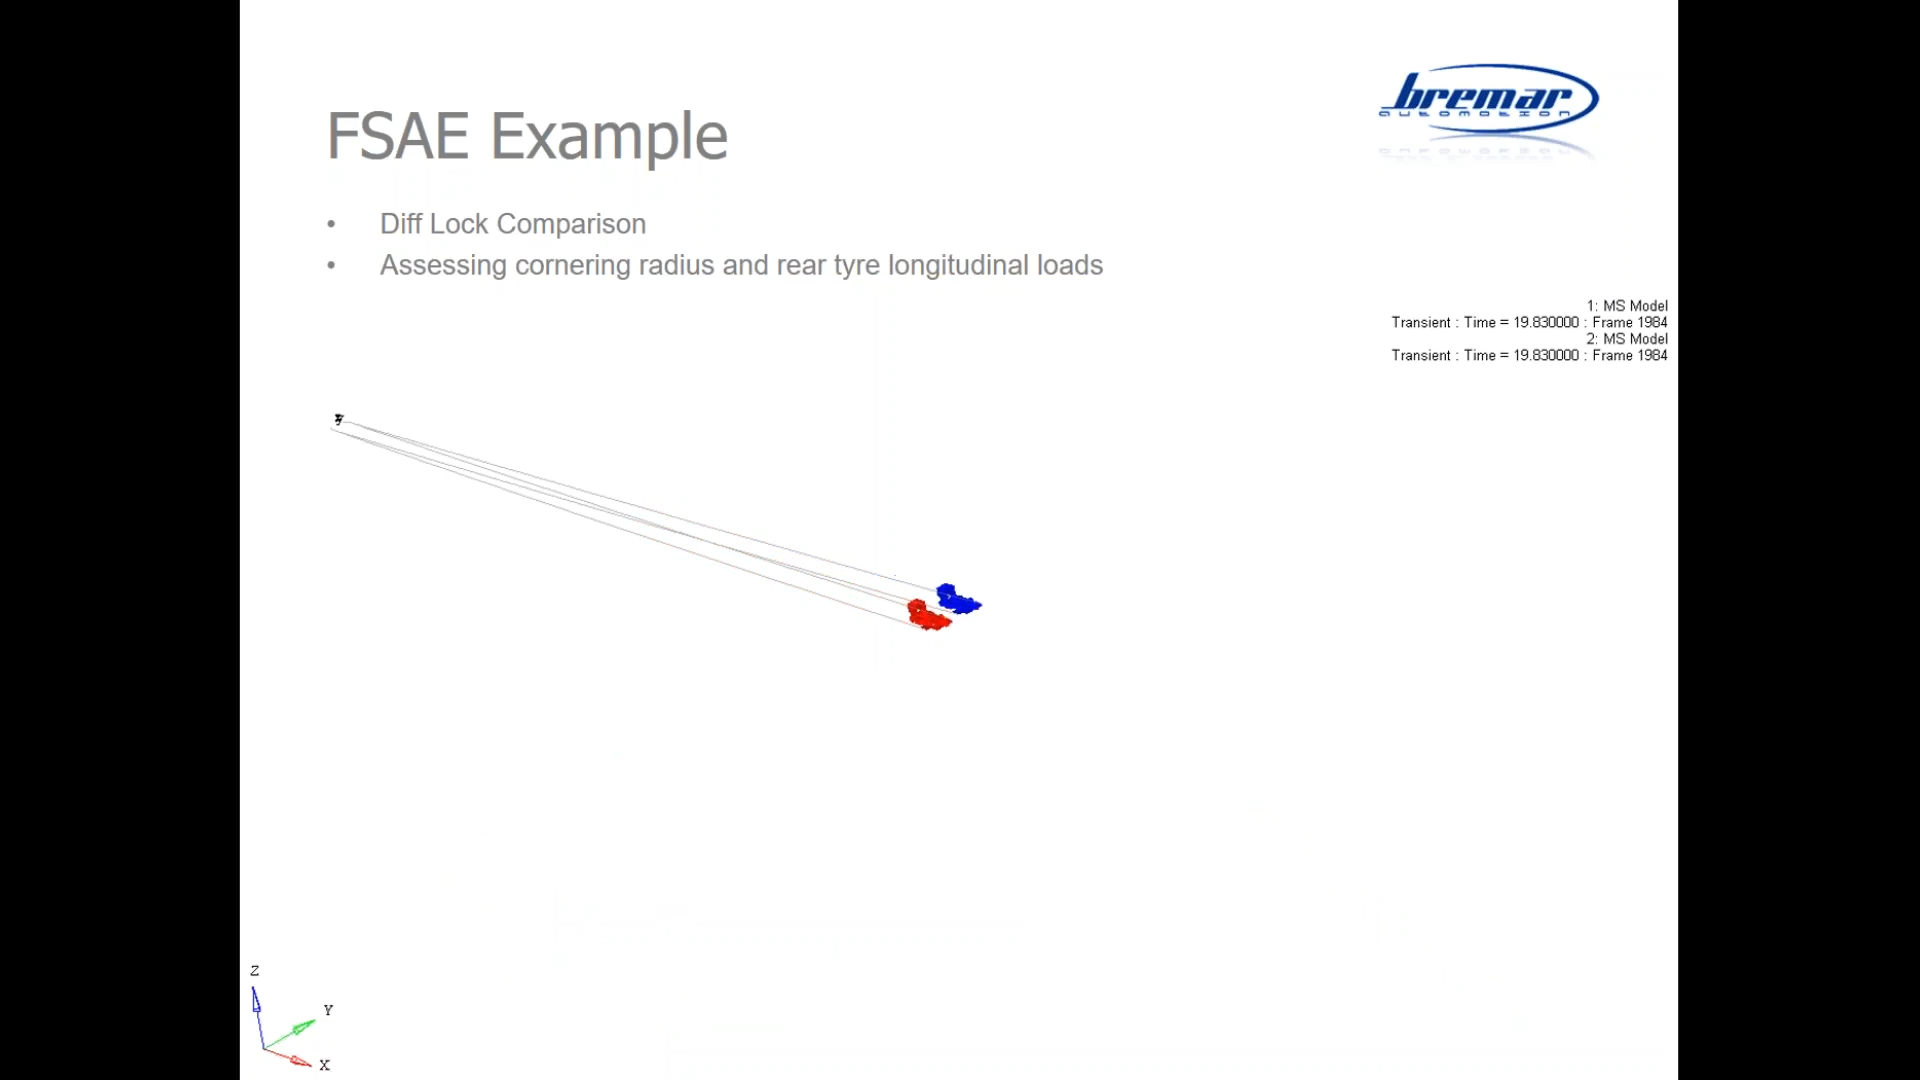 bremar
automotion
FSAE Example
• Diff Lock Comparison
• Assessing cornering radius and rear tyre longitudinal loads
1: MS Model
Transient : Time = 19.830000 : Frame 1984
2: MS Model
Transient : Time = 19.830000 : Frame 1984
Z
Y
X